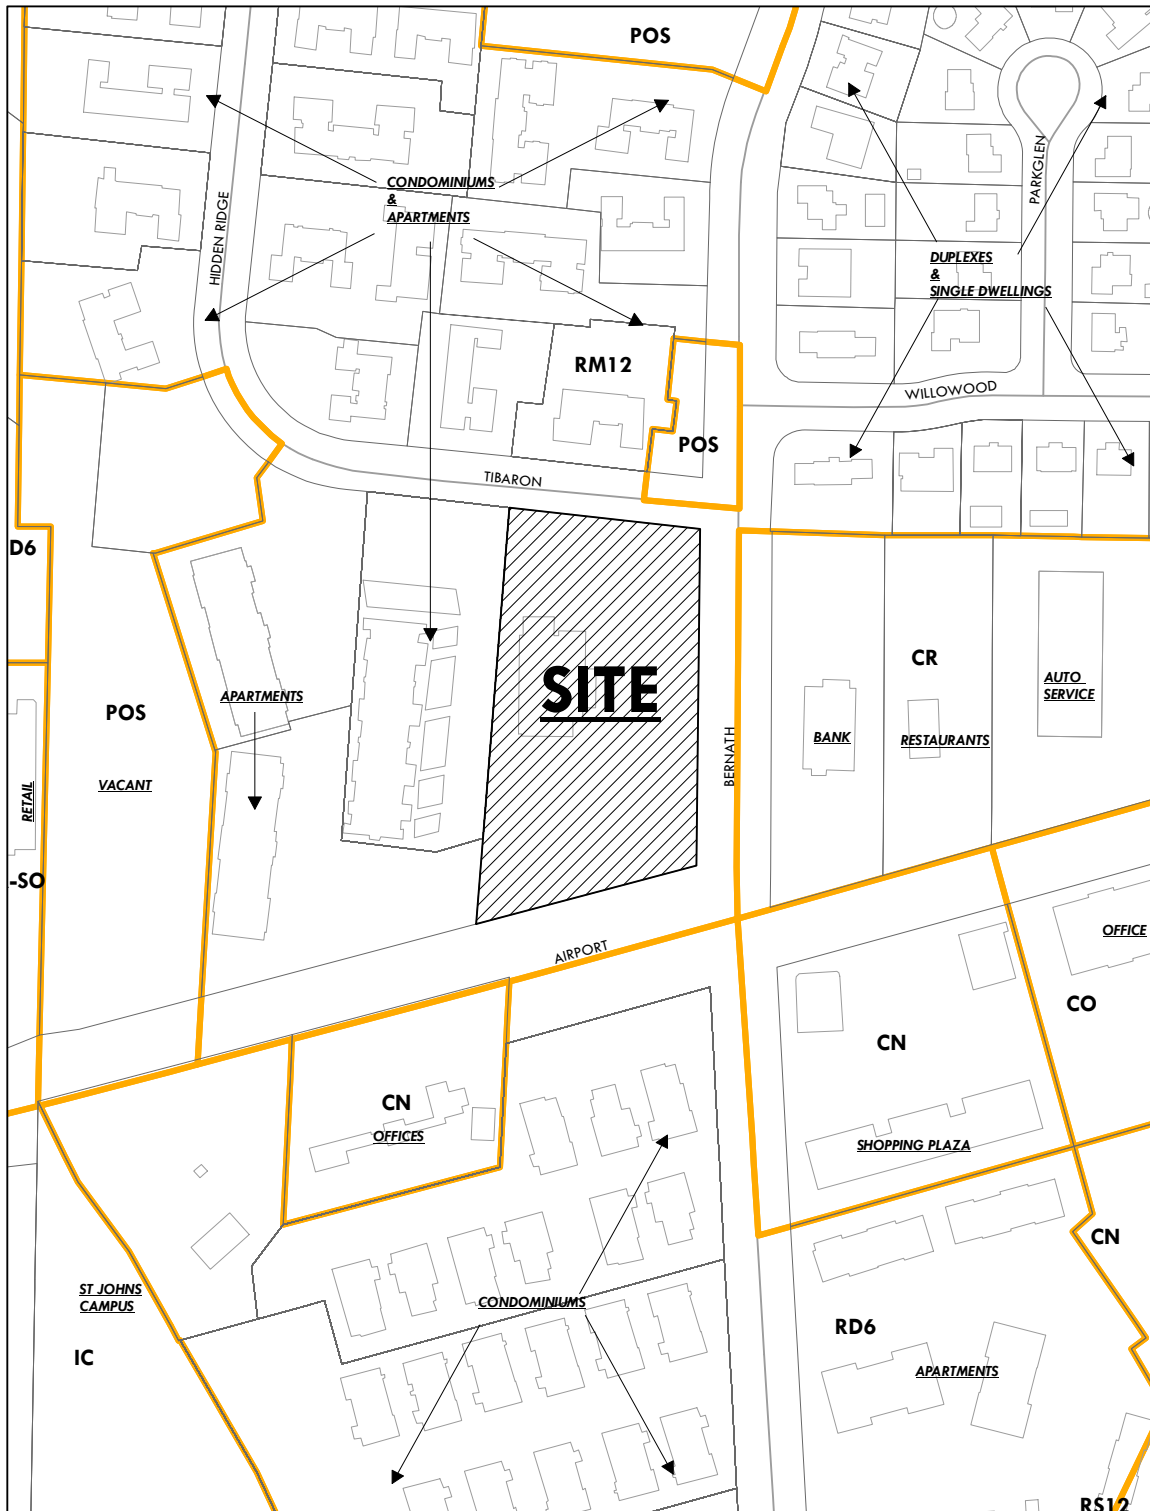 POS
PARKGLEN
CONDOMINIUMS
&
APARTMENTS
HIDDEN RIDGE
DUPLEXES
&
SINGLE DWELLINGS
RM12
WILLOWOOD
POS
TIBARON
D6
SITE
CR
AUTO
SERVICE
APARTMENTS
POS
BANK
RESTAURANTS
BERNATH
VACANT
RETAIL
-SO
OFFICE
AIRPORT
CO
CN
CN
OFFICES
SHOPPING PLAZA
CN
ST JOHNS
CAMPUS
CONDOMINIUMS
RD6
IC
APARTMENTS
RS12